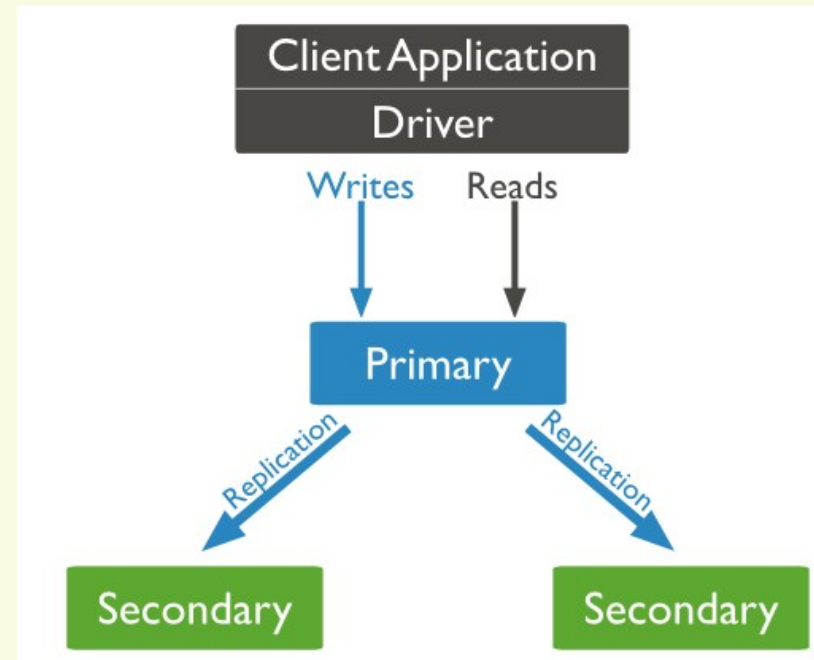 Client Application
Driver
Writes Reads
Primary
Replication Replication
Secondary Secondary